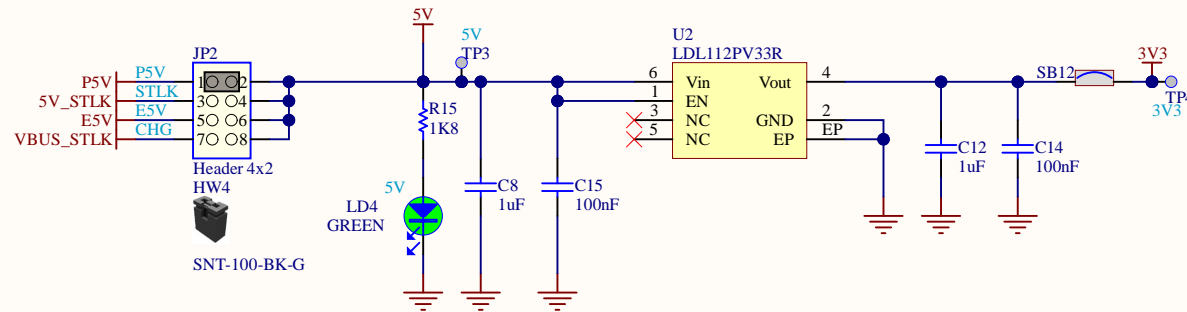 5V
5V
TP3
U2
LDL112PV33R
JP2
3V3
P5V
P5V
1
2
6
Vin
Vout
4
SB12
5V_STLK
STLK
3
4
1
EN
TP
3V3
E5V
E5V
5
6
R15
1K8
3
NC
GND
2
VBUS_STLK
CHG
7
8
5
NC
EP
EP
Header 4x2
HW4
C12
1uF
C14
100nF
5V
C8
1uF
C15
100nF
LD4
GREEN
SNT-100-BK-G